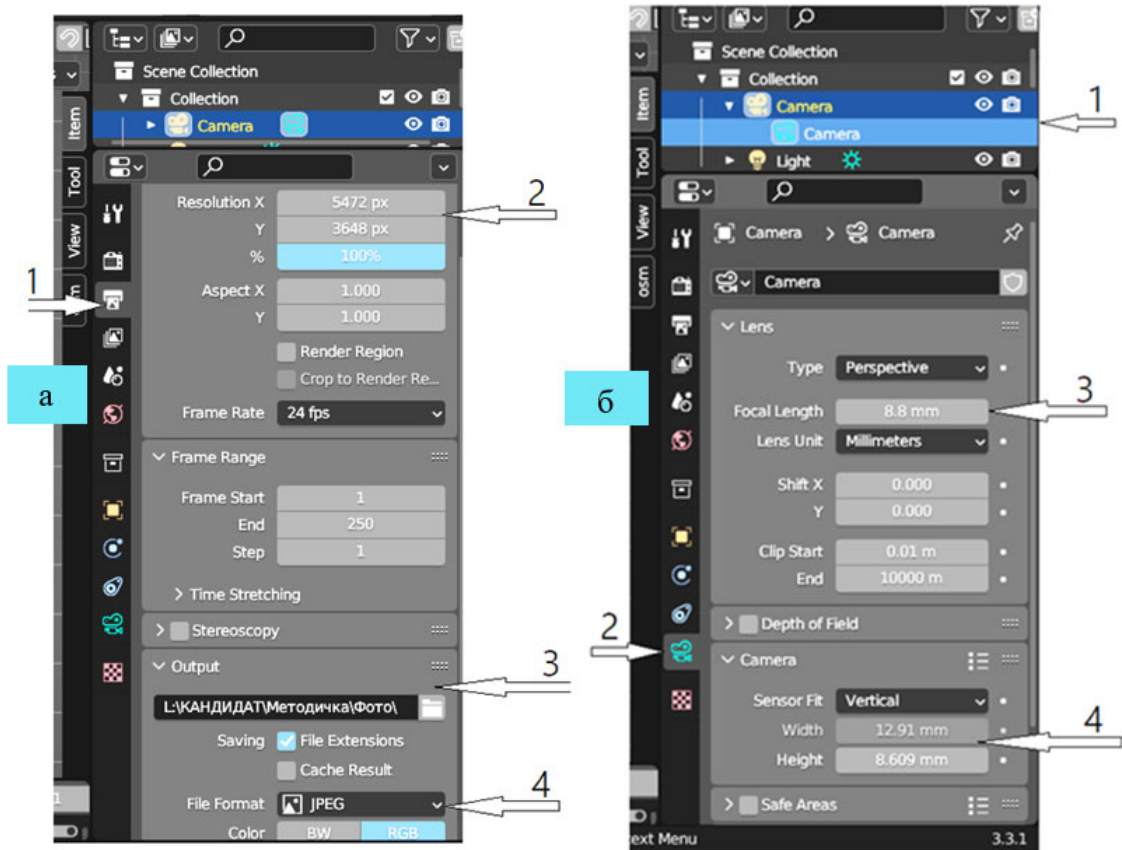 Scene Collection
Collection
Camera
Item
Tool
View
Resolution X 5472 px
Y 3648 px
% 100%
Aspect X 1.000
Y 1.000
Render Region
Crop to Render Re...
Frame Rate 24 fps
Frame Range
Frame Start 1
End 250
Step 1
Time Stretching
Stereoscopy
Output
L:\КАНДИДАТ\Методичка\Фото\
Saving File Extensions
Cache Result
File Format JPEG
Color BW RGB
1
2
3
4
а
Scene Collection
Collection
Camera
Camera
Light
Item
Tool
View
osm
Camera > Camera
Camera
Lens
Type Perspective
Focal Length 8.8 mm
Lens Unit Millimeters
Shift X 0.000
Y 0.000
Clip Start 0.01 m
End 10000 m
Depth of Field
Camera
Sensor Fit Vertical
Width 12.91 mm
Height 8.609 mm
Safe Areas
text Menu 3.3.1
1
2
3
4
б